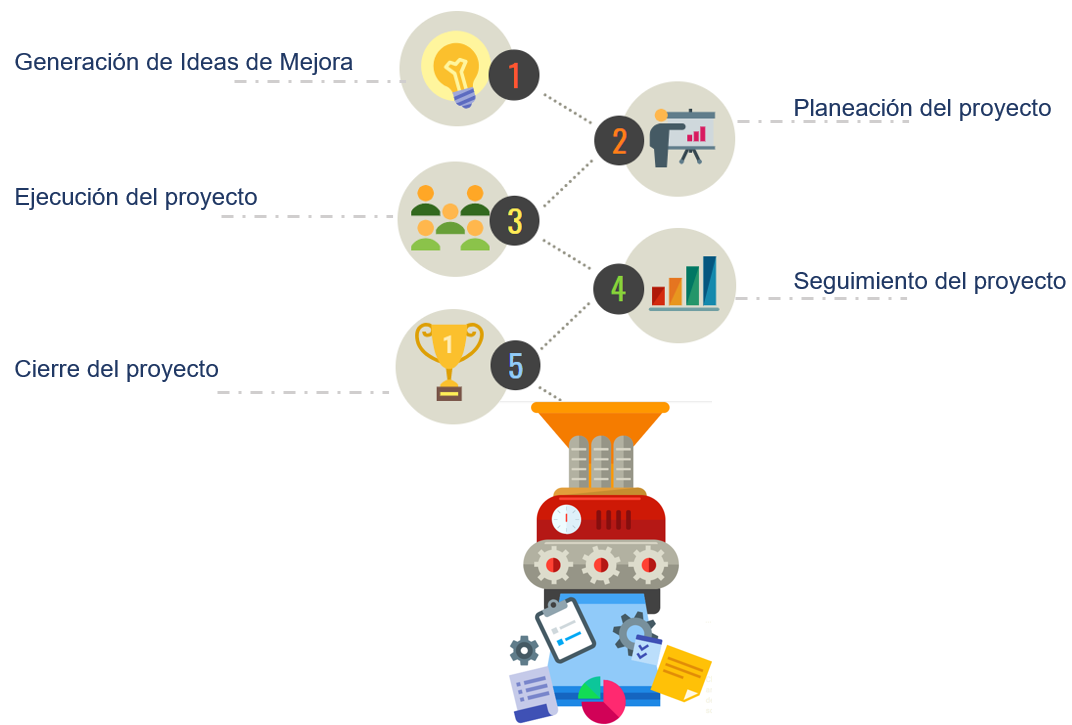 Generación de Ideas de Mejora
1
Planeación del proyecto
2
Ejecución del proyecto
3
Seguimiento del proyecto
4
Cierre del proyecto
1
5